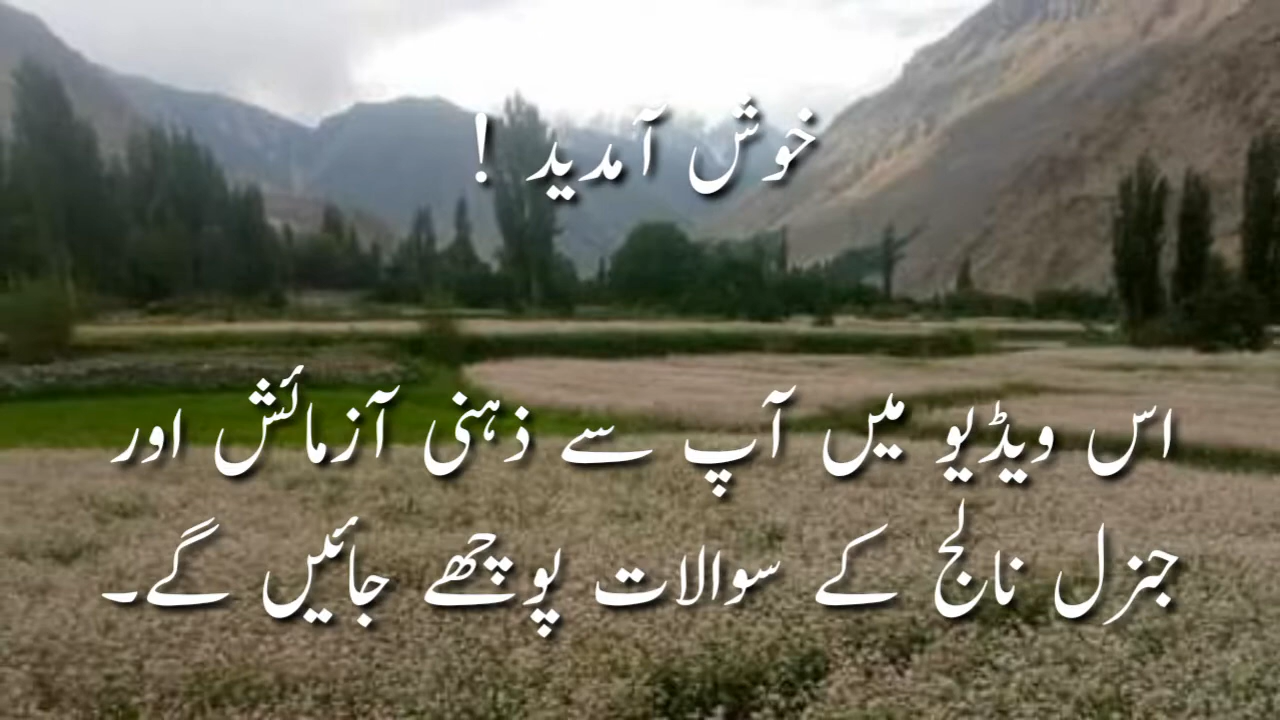 خوش آمدید !
اس ویڈیو میں آپ سے ذہنی آزمائش اور
جنرل نالج کے سوالات پوچھے جائیں گے۔